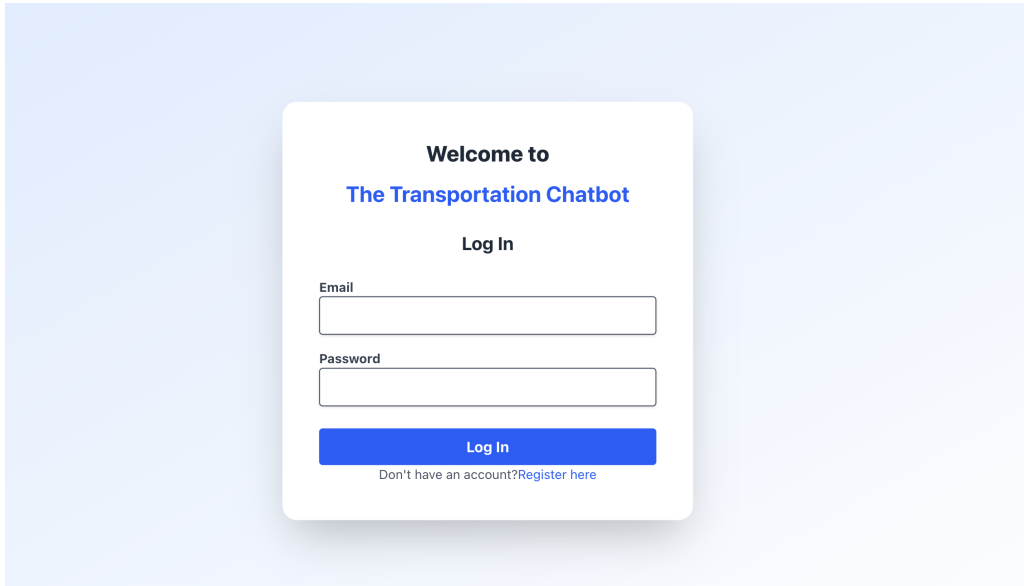 Welcome to
The Transportation Chatbot
Log In
Email
Password
Log In
Don't have an account?Register here